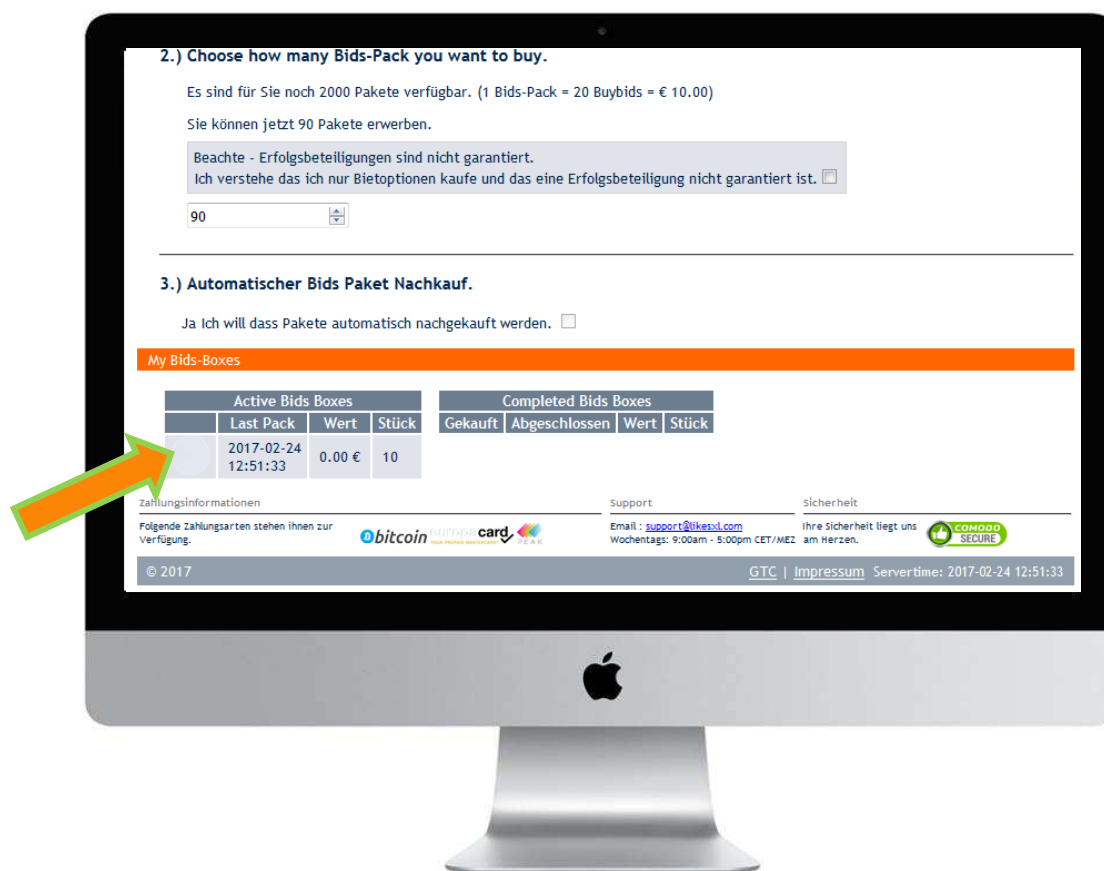 2.) Choose how many Bids-Pack you want to buy.
Es sind für Sie noch 2000 Pakete verfügbar. (1 Bids-Pack = 20 Buybids = € 10.00)
Sie können jetzt 90 Pakete erwerben.
Beachte - Erfolgsbeteiligungen sind nicht garantiert.
Ich verstehe das ich nur Bietoptionen kaufe und das eine Erfolgsbeteiligung nicht garantiert ist.
90
3.) Automatischer Bids Paket Nachkauf.
Ja Ich will dass Pakete automatisch nachgekauft werden.
My Bids-Boxes
Active Bids Boxes
Last Pack Wert Stück
2017-02-24
12:51:33
0.00 € 10
Completed Bids Boxes
Gekauft Abgeschlossen Wert Stück
Zahlungsinformationen
Folgende Zahlungsarten stehen ihnen zur
Verfügung.
bitcoin
europacard
YOUR PREPAID MASTERCARD
PEAK
Support
Email : support@likesxl.com
Wochentags: 9:00am - 5:00pm CET/MEZ
Sicherheit
Ihre Sicherheit liegt uns
am Herzen.
COMODO
SECURE
© 2017
GTC | Impressum Servertime: 2017-02-24 12:51:33